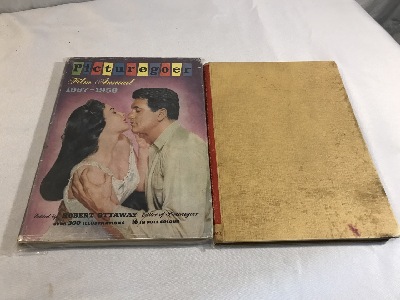 Picturegoer
Film Annual
1957-1958
Edited by ROBERT OTTAWAY Editor of Picturegoer
OVER 300 ILLUSTRATIONS 16 IN FULL COLOUR